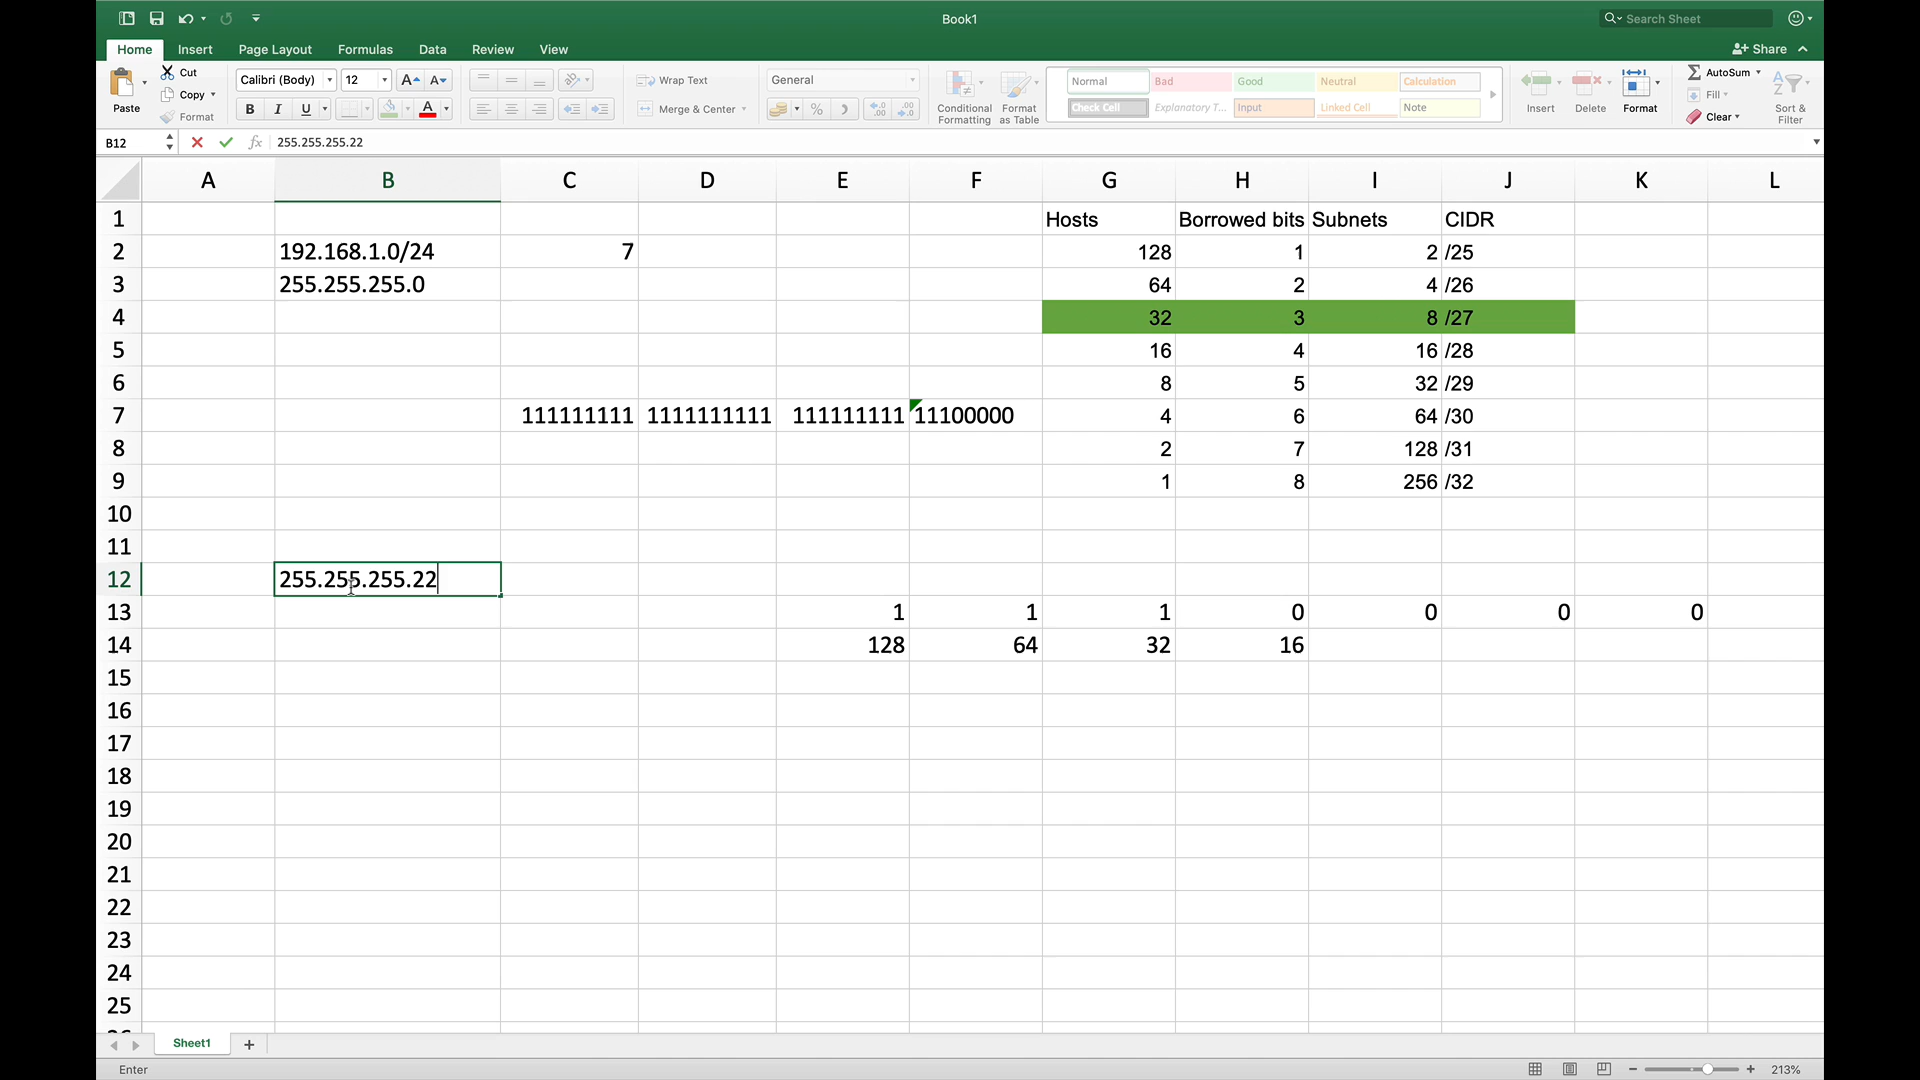 Book1
Search Sheet
Home Insert Page Layout Formulas Data Review View
Share
Paste
Cut
Copy
Format
Calibri (Body) 12
A A
B I U A
Wrap Text
Merge & Center
General
%
.0 .00
.00 .0
Conditional Formatting
Format as Table
Normal Bad Good Neutral Calculation
Check Cell Explanatory T... Input Linked Cell Note
Insert Delete Format
AutoSum
Fill
Clear
Sort & Filter
B12 fx 255.255.255.22
A B C D E F G H I J K L
1 Hosts Borrowed bits Subnets CIDR
2 192.168.1.0/24 7 128 1 2 /25
3 255.255.255.0 64 2 4 /26
4 32 3 8 /27
5 16 4 16 /28
6 8 5 32 /29
7 111111111 1111111111 111111111 11100000 4 6 64 /30
8 2 7 128 /31
9 1 8 256 /32
10
11
12 255.255.255.22
13 1 1 1 0 0 0 0
14 128 64 32 16
15
16
17
18
19
20
21
22
23
24
25
Sheet1 +
Enter
213%